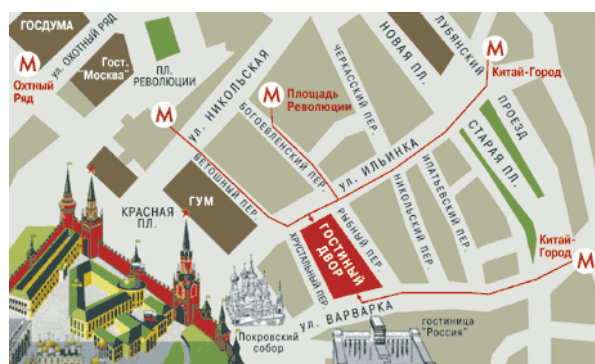 ГОСДУМА
ул. ОХОТНЫЙ РЯД
М
Охтный
Ряд
Гост.
"Москва"
ПЛ.
РЕВОЛЮЦИИ
М
ул. НИКОЛЬСКАЯ
М
Площадь
Революции
БОГОЕВЛЕНСКИЙ ПЕР.
ЧЕРКАССКИЙ ПЕР.
НОВАЯ ПЛ.
ЛУБЯНСКИЙ
М
Китай-Город
ПРОЕЗД
СТАРАЯ ПЛ.
ул. ИЛЬИНКА
ВЕТОШНЫЙ ПЕР.
ГУМ
КРАСНАЯ
ПЛ.
ХРУСТАЛЬНЫЙ ПЕР.
ГОСТИНЫЙ
ДВОР
РЫБНЫЙ ПЕР.
НИКОЛЬСКИЙ ПЕР.
ИПАТЬЕВСКИЙ ПЕР.
Китай-
Город
М
ул. ВАРВАРКА
Покровский
собор
гостиница
"Россия"